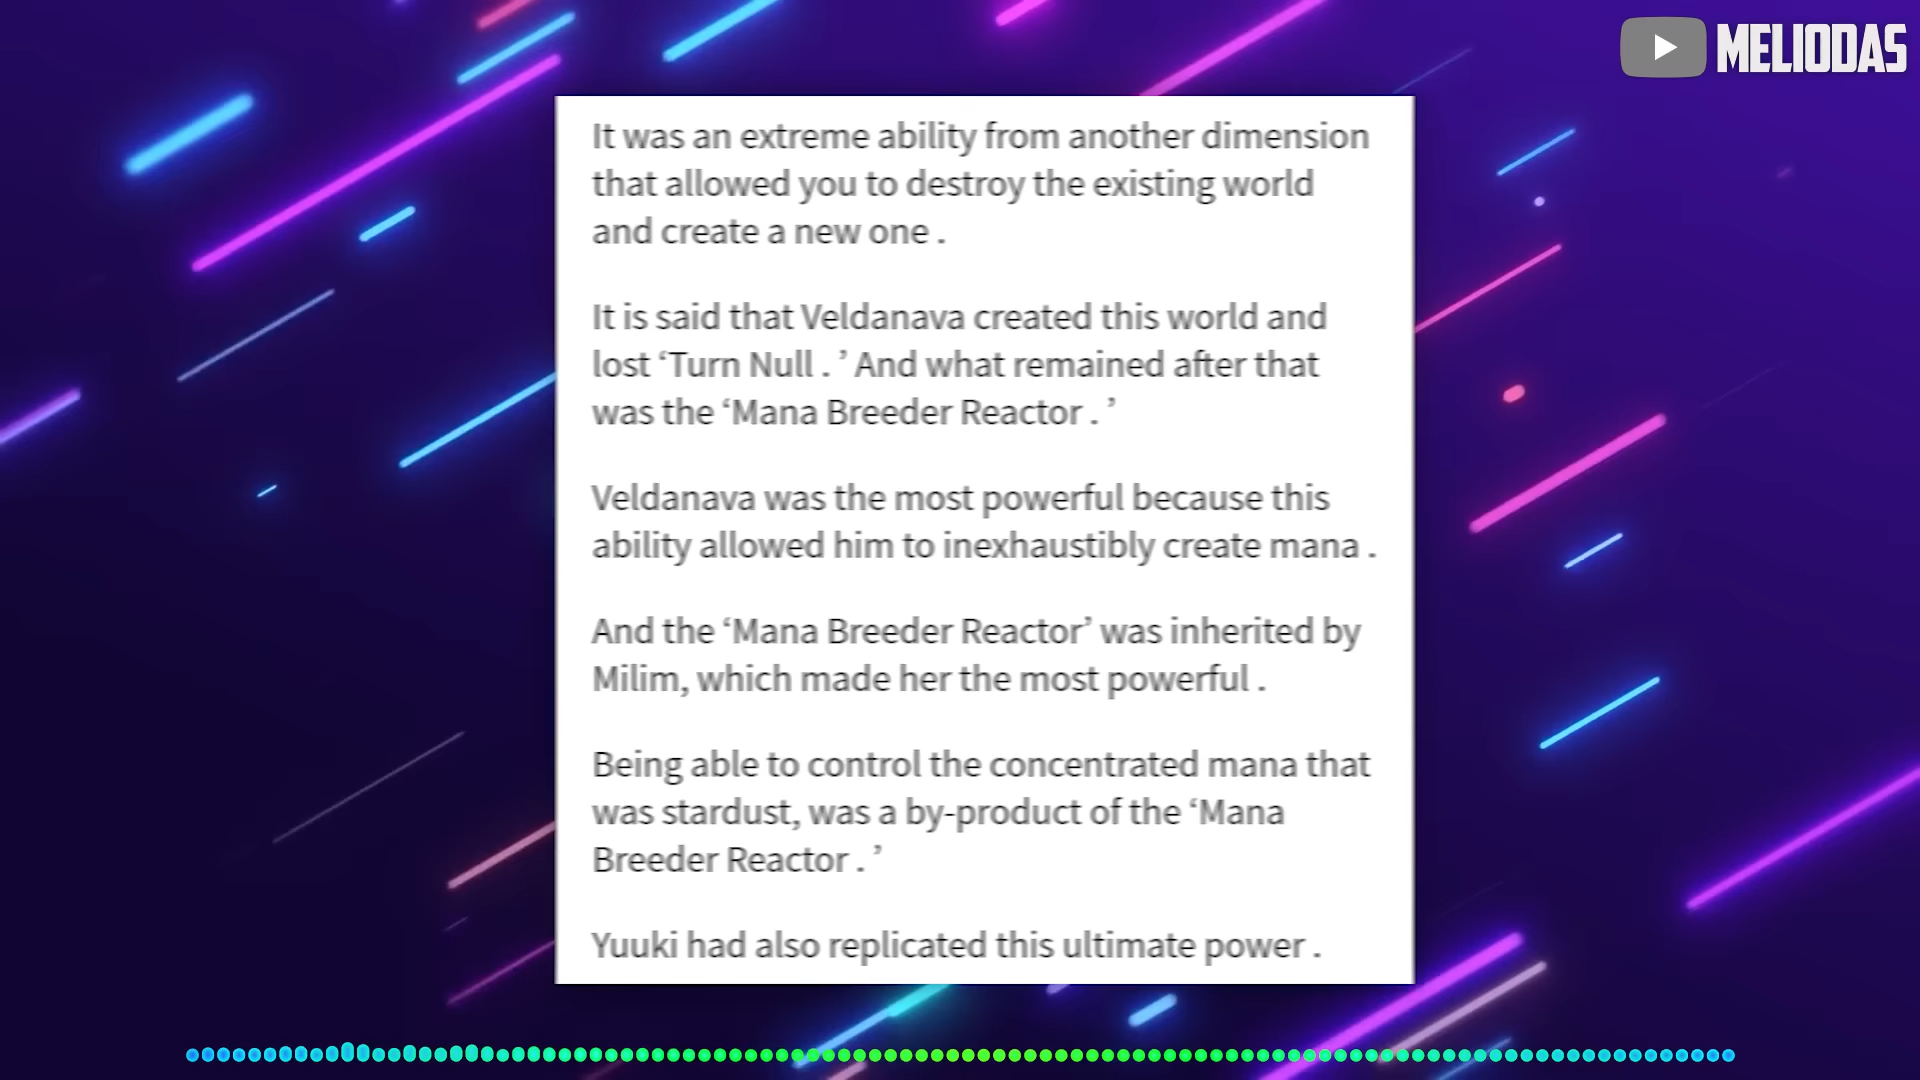 MELIODAS
It was an extreme ability from another dimension
that allowed you to destroy the existing world
and create a new one .
It is said that Veldanava created this world and
lost ‘Turn Null . ’ And what remained after that
was the ‘Mana Breeder Reactor . ’
Veldanava was the most powerful because this
ability allowed him to inexhaustibly create mana .
And the ‘Mana Breeder Reactor’ was inherited by
Milim, which made her the most powerful .
Being able to control the concentrated mana that
was stardust, was a by-product of the ‘Mana
Breeder Reactor . ’
Yuuki had also replicated this ultimate power .